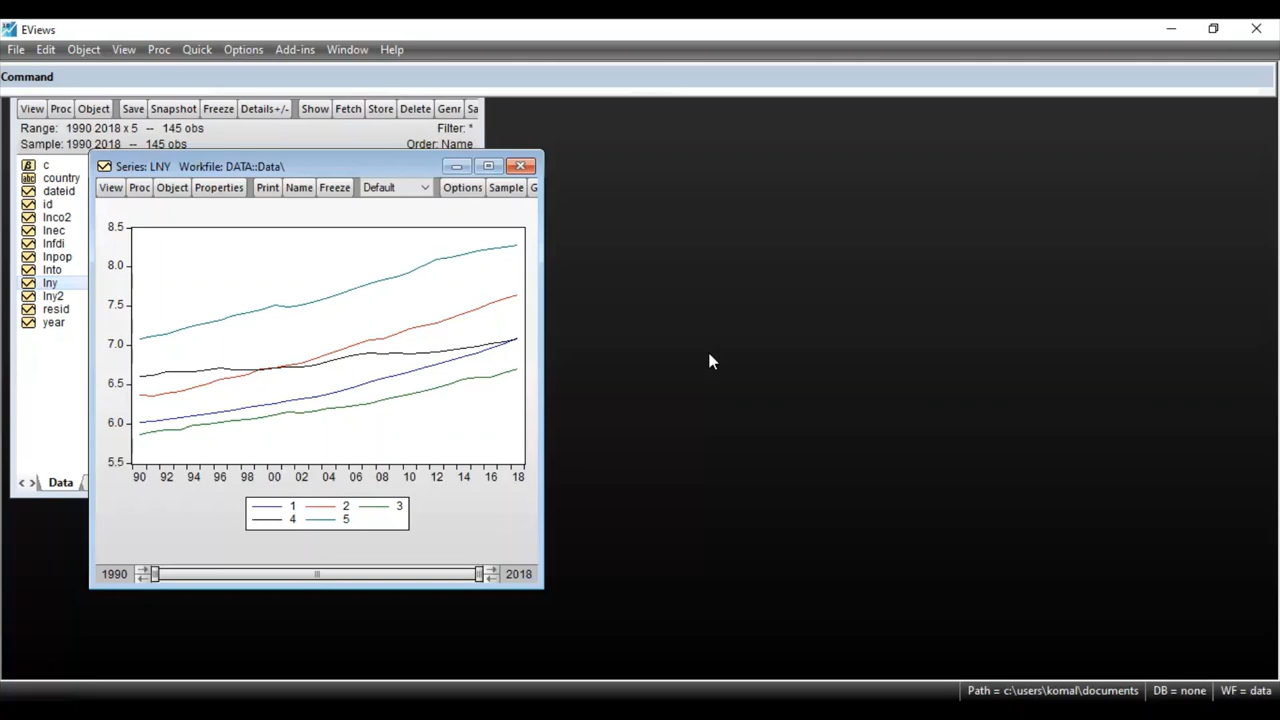 EViews
File Edit Object View Proc Quick Options Add-ins Window Help
Command
View Proc Object Save Snapshot Freeze Details+/- Show Fetch Store Delete Genr Sa
Range: 1990 2018 x 5 -- 145 obs Filter: *
Sample: 1990 2018 -- 145 obs Order: Name
c
country
dateid
id
lnco2
lnec
lnfdi
lnpop
lnto
lny
lny2
resid
year
Data
Series: LNY Workfile: DATA::Data\
View Proc Object Properties Print Name Freeze Default Options Sample G
8.5
8.0
7.5
7.0
6.5
6.0
5.5
90 92 94 96 98 00 02 04 06 08 10 12 14 16 18
1 2 3
4 5
1990 2018
Path = c:\users\komal\documents DB = none WF = data